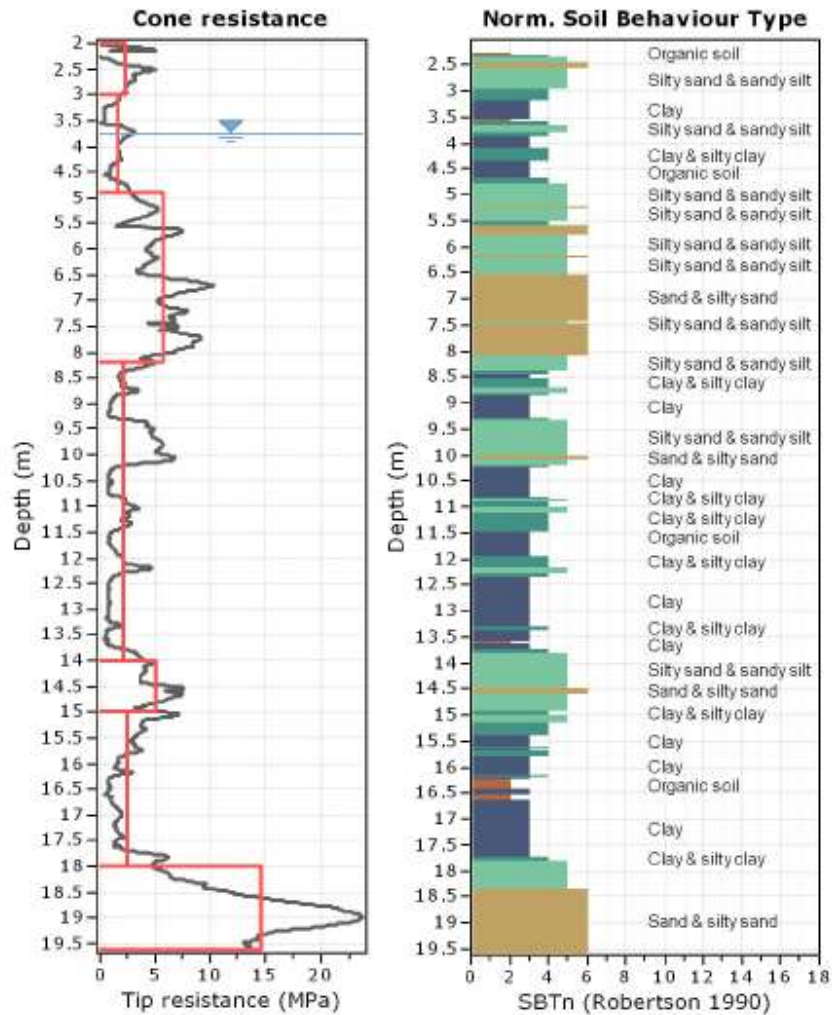 Cone resistance
2
2.5
3
3.5
4
4.5
5
5.5
6
6.5
7
7.5
8
8.5
9
9.5
10
10.5
11
11.5
12
12.5
13
13.5
14
14.5
15
15.5
16
16.5
17
17.5
18
18.5
19
19.5
Depth (m)
0 5 10 15 20
Tip resistance (MPa)
Norm. Soil Behaviour Type
2.5
3
3.5
4
4.5
5
5.5
6
6.5
7
7.5
8
8.5
9
9.5
10
10.5
11
11.5
12
12.5
13
13.5
14
14.5
15
15.5
16
16.5
17
17.5
18
18.5
19
19.5
Depth (m)
Organic soil
Silty sand & sandy silt
Clay
Silty sand & sandy silt
Clay & silty clay
Organic soil
Silty sand & sandy silt
Silty sand & sandy silt
Silty sand & sandy silt
Silty sand & sandy silt
Sand & silty sand
Silty sand & sandy silt
Silty sand & sandy silt
Clay & silty clay
Clay
Silty sand & sandy silt
Sand & silty sand
Clay
Clay & silty clay
Clay & silty clay
Organic soil
Clay & silty clay
Clay
Clay & silty clay
Clay
Silty sand & sandy silt
Sand & silty sand
Clay & silty clay
Clay
Clay
Organic soil
Clay
Clay & silty clay
Sand & silty sand
0 2 4 6 8 10 12 14 16 18
SBTn (Robertson 1990)